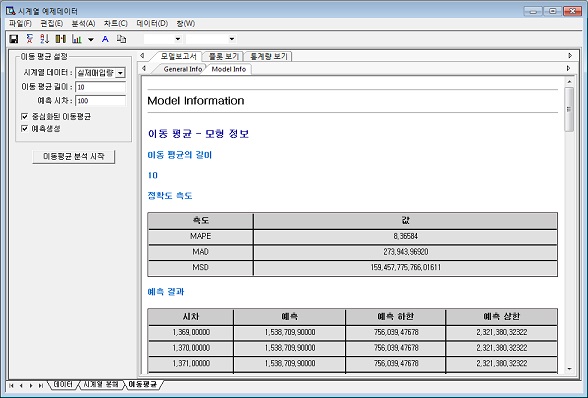 시계열 예제데이터
파일(F) 편집(E) 분석(A) 차트(C) 데이터(D) 창(W)
이동 평균 설정
시계열 데이터 : 실제매입량
이동 평균 길이 : 10
예측 시차 : 100
중심화된 이동평균
예측생성
이동평균 분석 시작
모델보고서 플롯 보기 통계량 보기
General Info Model Info
Model Information
이동 평균 - 모형 정보
이동 평균의 길이
10
정확도 측도
측도 값
MAPE 8,36584
MAD 273,943,96920
MSD 159,457,775,766,01611
예측 결과
시차 예측 예측 하한 예측 상한
1,369,00000 1,538,709,90000 756,039,47678 2,321,380,32322
1,370,00000 1,538,709,90000 756,039,47678 2,321,380,32322
1,371,00000 1,538,709,90000 756,039,47678 2,321,380,32322
데이터 시계열 분해 이동평균